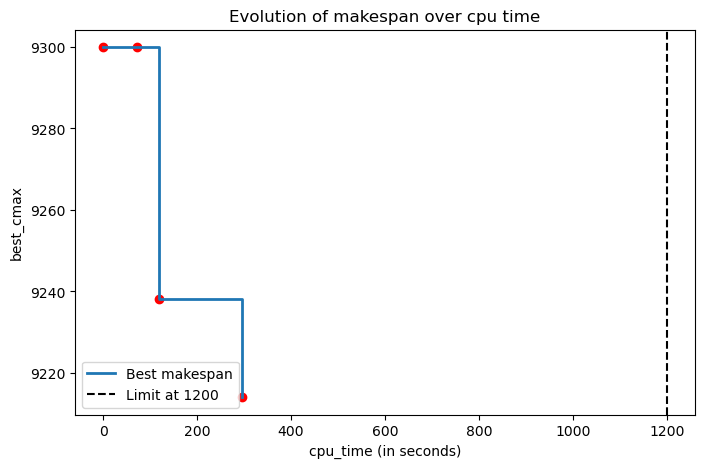 Evolution of makespan over cpu time
best_cmax
9300
9280
9260
9240
9220
Best makespan
Limit at 1200
0
200
400
600
800
1000
1200
cpu_time (in seconds)